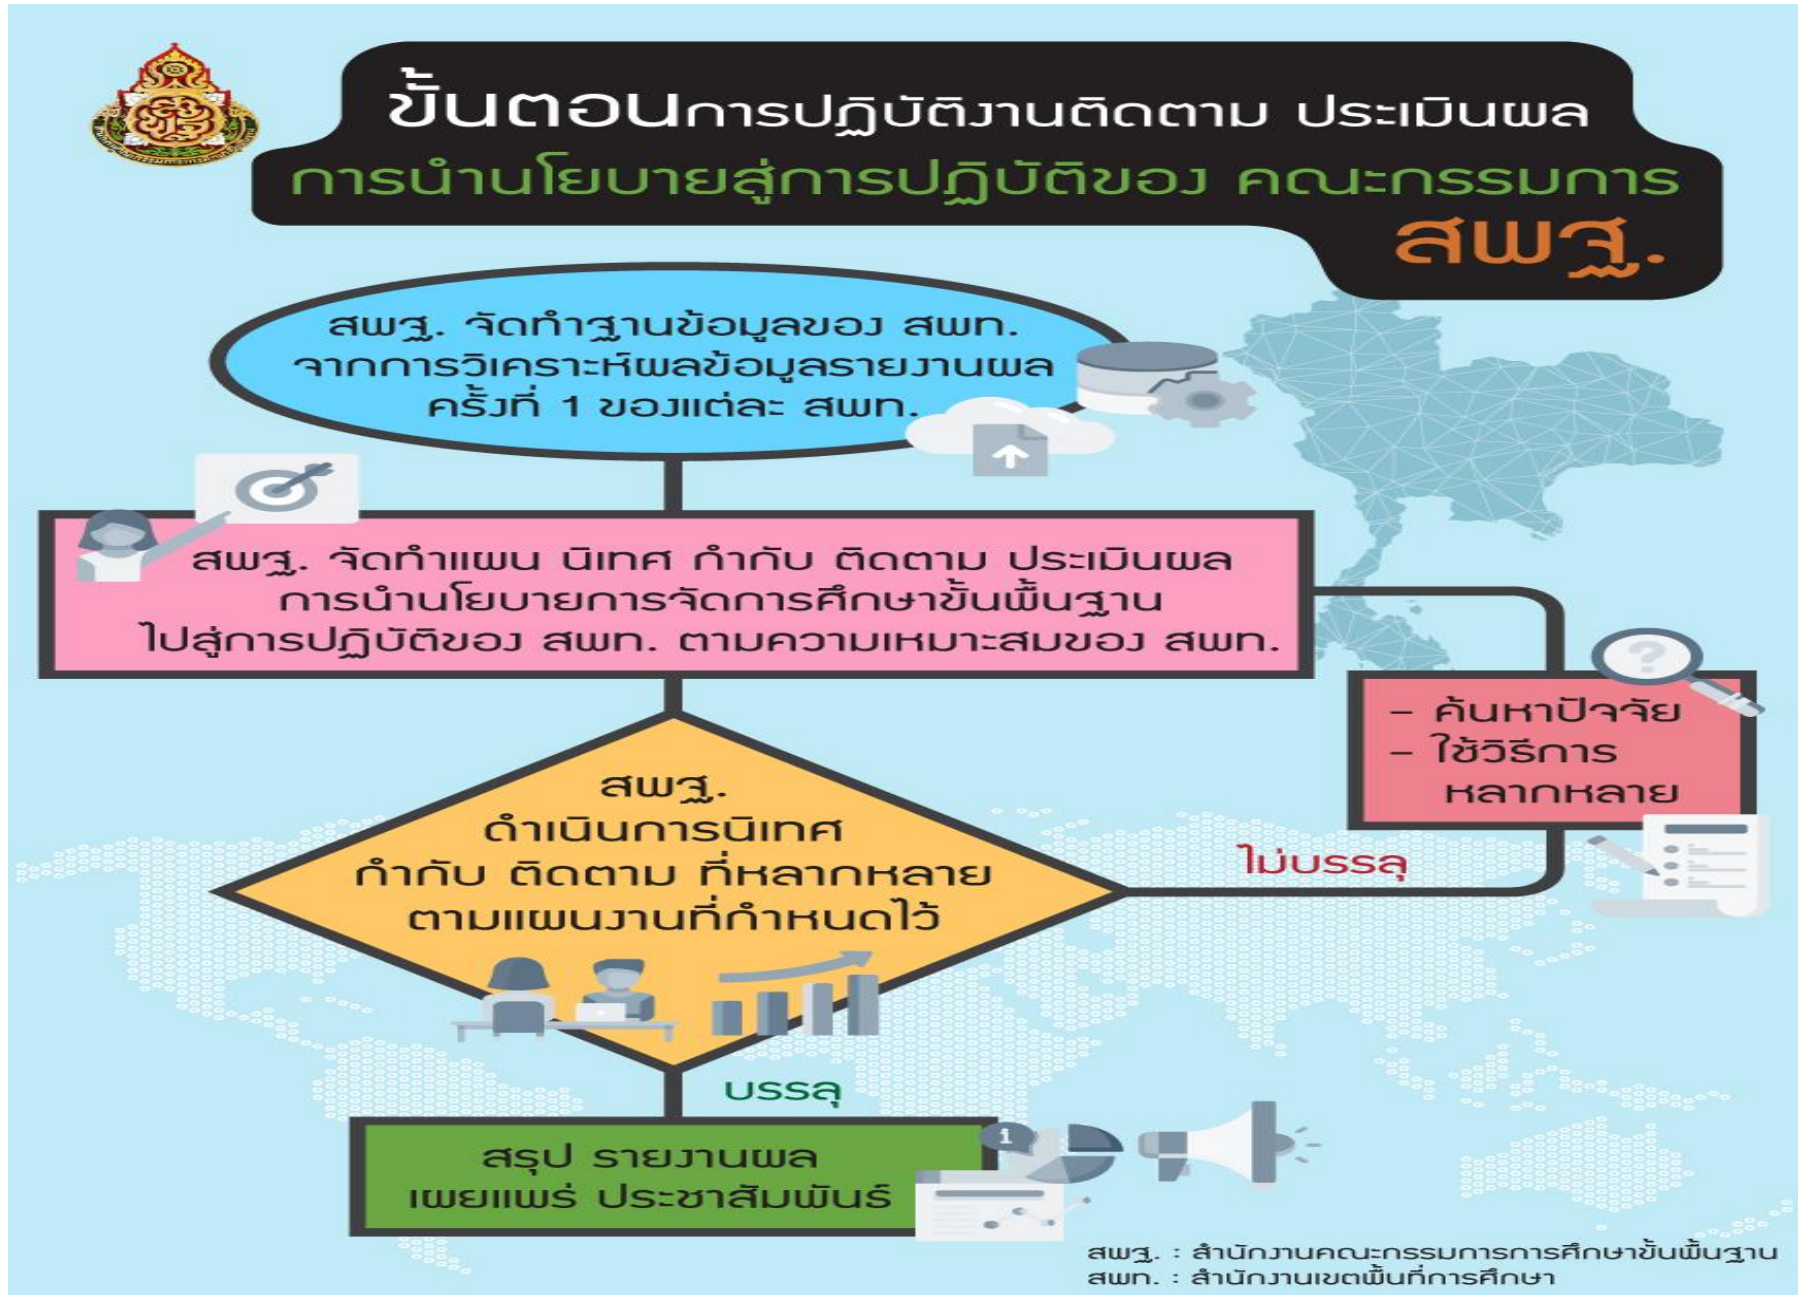 ขั้นตอนการปฏิบัติงานติดตาม ประเมินผล
การนำนโยบายสู่การปฏิบัติของ คณะกรรมการ
สพฐ.
สพฐ. จัดทำฐานข้อมูลของ สพท.
จากการวิเคราะห์ผลข้อมูลรายงานผล
ครั้งที่ 1 ของแต่ละ สพท.
สพฐ. จัดทำแผน นิเทศ กำกับ ติดตาม ประเมินผล
การนำนโยบายการจัดการศึกษาขั้นพื้นฐาน
ไปสู่การปฏิบัติของ สพท. ตามความเหมาะสมของ สพท.
- ค้นหาปัจจัย
- ใช้วิธีการ
หลากหลาย
สพฐ.
ดำเนินการนิเทศ
กำกับ ติดตาม ที่หลากหลาย
ตามแผนงานที่กำหนดไว้
ไม่บรรลุ
บรรลุ
สรุป รายงานผล
เผยแพร่ ประชาสัมพันธ์
สพฐ. : สำนักงานคณะกรรมการการศึกษาขั้นพื้นฐาน
สพท. : สำนักงานเขตพื้นที่การศึกษา